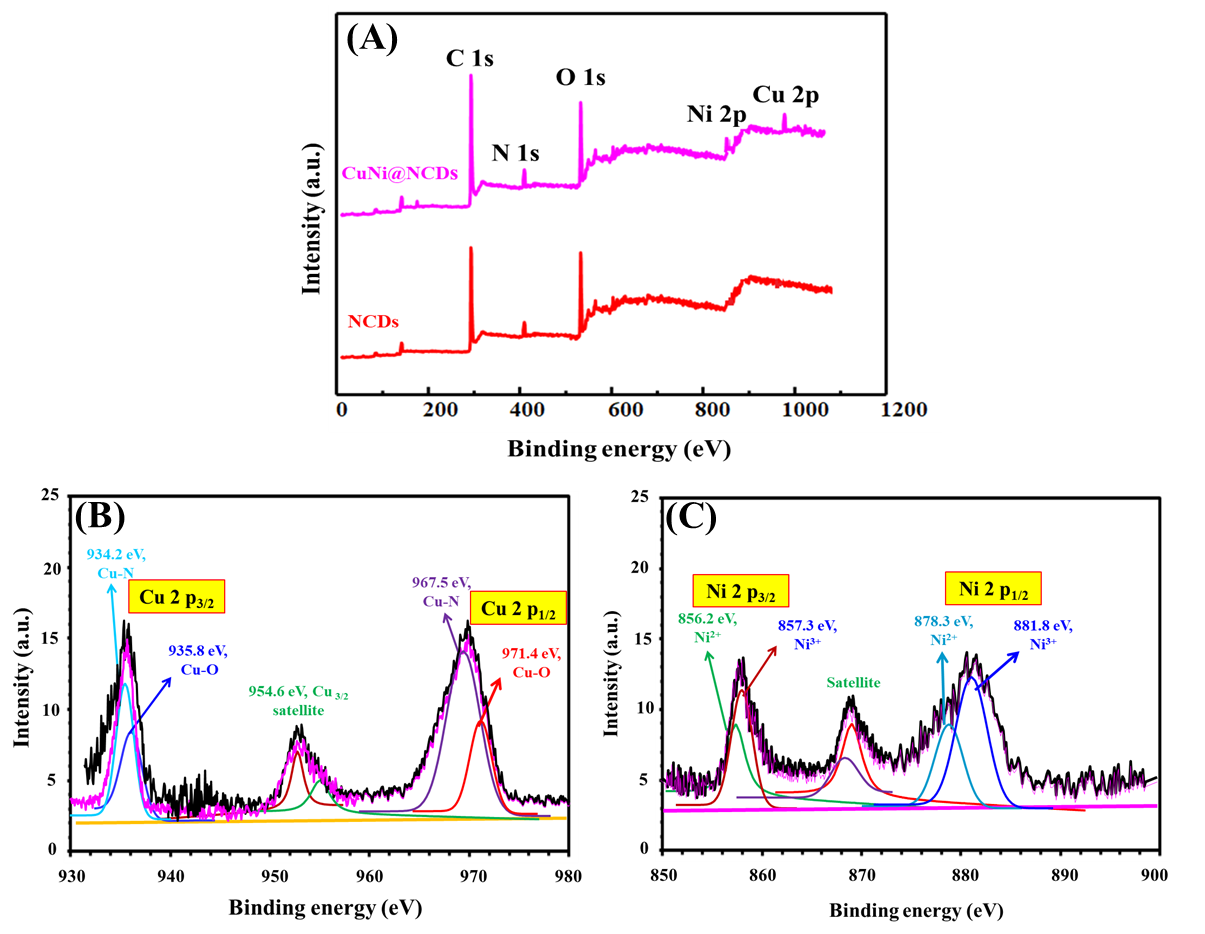 (A)
C 1s
O 1s
Cu 2p
Ni 2p
N 1s
CuNi@NCDs
NCDs
Intensity (a.u.)
0 200 400 600 800 1000 1200
Binding energy (eV)
(B)
25
20
15
10
5
0
934.2 eV,
Cu-N
Cu 2 p3/2
935.8 eV,
Cu-O
954.6 eV, Cu 3/2
satellite
967.5 eV,
Cu-N
Cu 2 p1/2
971.4 eV,
Cu-O
Intensity (a.u.)
930 940 950 960 970 980
Binding energy (eV)
(C)
25
20
15
10
5
0
Ni 2 p3/2
856.2 eV,
Ni2+
857.3 eV,
Ni3+
Satellite
Ni 2 p1/2
878.3 eV,
Ni2+
881.8 eV,
Ni3+
Intensity (a.u.)
850 860 870 880 890 900
Binding energy (eV)